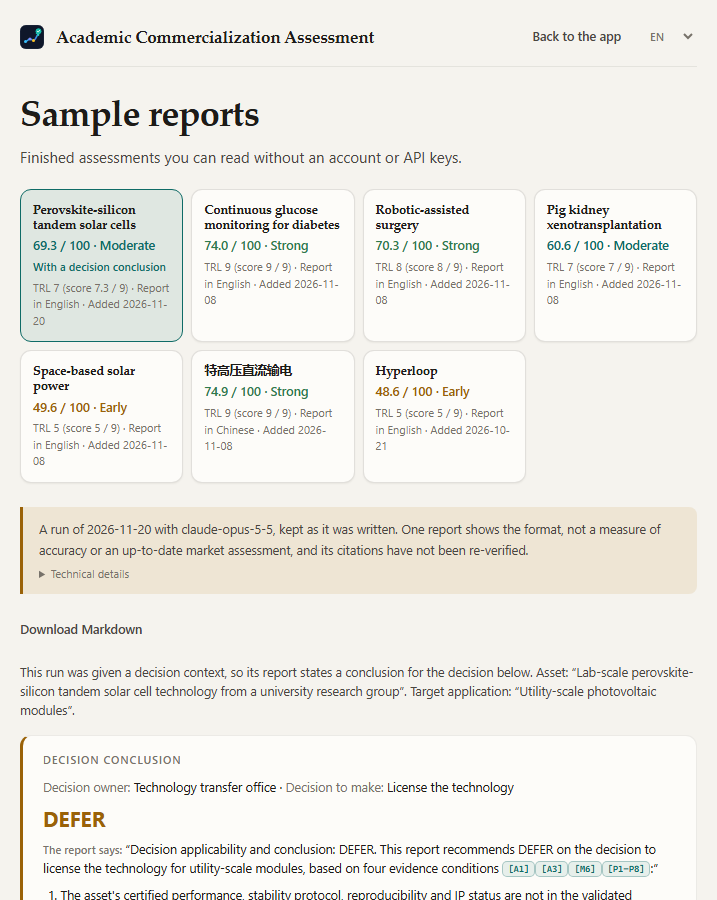 Academic Commercialization Assessment
Back to the app
EN
Sample reports
Finished assessments you can read without an account or API keys.
Perovskite-silicon
tandem solar cells
69.3 / 100 · Moderate
With a decision conclusion
TRL 7 (score 7.3 / 9) · Report
in English · Added 2026-11-
20
Continuous glucose
monitoring for diabetes
74.0 / 100 · Strong
TRL 9 (score 9 / 9) · Report
in English · Added 2026-11-
08
Robotic-assisted
surgery
70.3 / 100 · Strong
TRL 8 (score 8 / 9) · Report
in English · Added 2026-11-
08
Pig kidney
xenotransplantation
60.6 / 100 · Moderate
TRL 7 (score 7 / 9) · Report
in English · Added 2026-11-
08
Space-based solar
power
49.6 / 100 · Early
TRL 5 (score 5 / 9) · Report
in English · Added 2026-11-
08
特高压直流输电
74.9 / 100 · Strong
TRL 9 (score 9 / 9) · Report
in Chinese · Added 2026-
11-08
Hyperloop
48.6 / 100 · Early
TRL 5 (score 5 / 9) · Report
in English · Added 2026-10-
21
A run of 2026-11-20 with claude-opus-5-5, kept as it was written. One report shows the format, not a measure of
accuracy or an up-to-date market assessment, and its citations have not been re-verified.
Technical details
Download Markdown
This run was given a decision context, so its report states a conclusion for the decision below. Asset: “Lab-scale perovskite-
silicon tandem solar cell technology from a university research group”. Target application: “Utility-scale photovoltaic
modules”.
DECISION CONCLUSION
Decision owner: Technology transfer office · Decision to make: License the technology
DEFER
The report says: “Decision applicability and conclusion: DEFER. This report recommends DEFER on the decision to
license the technology for utility-scale modules, based on four evidence conditions [A1] [A3] [M6] [P1–P8]:”
1. The asset's certified performance, stability protocol, reproducibility and IP status are not in the validated